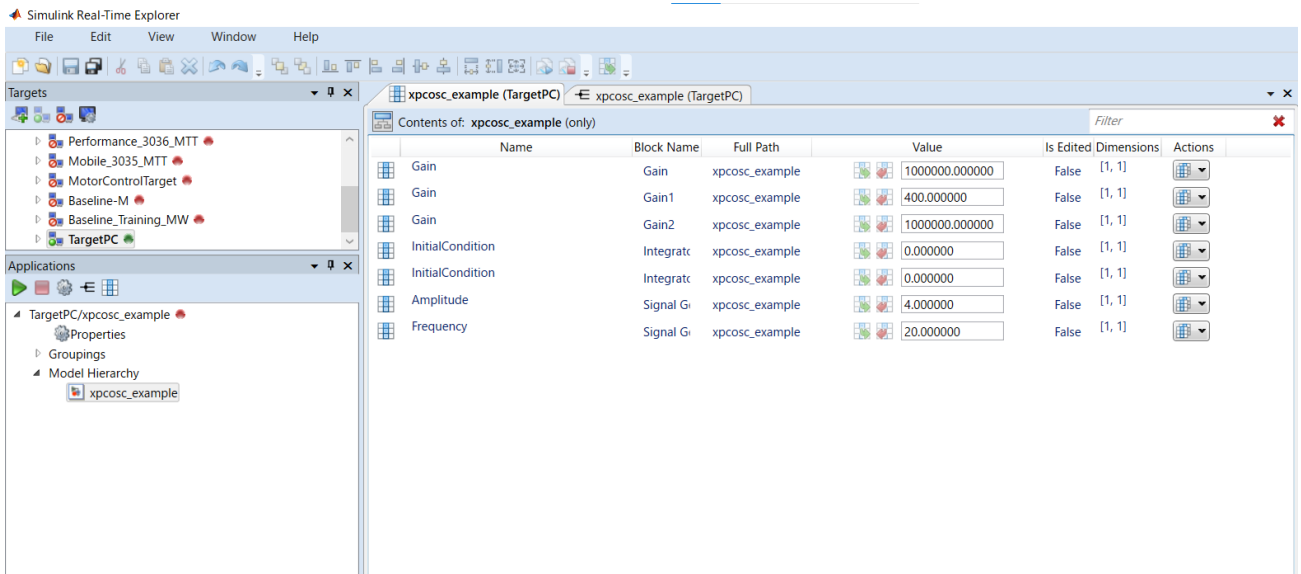 Simulink Real-Time Explorer
File Edit View Window Help
Targets
Performance_3036_MTT
Mobile_3035_MTT
MotorControlTarget
Baseline-M
Baseline_Training_MW
TargetPC
Applications
TargetPC/xpcosc_example
Properties
Groupings
Model Hierarchy
xpcosc_example
xpcosc_example (TargetPC) xpcosc_example (TargetPC)
Contents of: xpcosc_example (only) Filter
Name Block Name Full Path Value Is Edited Dimensions Actions
Gain Gain xpcosc_example 1000000.000000 False [1, 1]
Gain Gain1 xpcosc_example 400.000000 False [1, 1]
Gain Gain2 xpcosc_example 1000000.000000 False [1, 1]
InitialCondition Integratc xpcosc_example 0.000000 False [1, 1]
InitialCondition Integratc xpcosc_example 0.000000 False [1, 1]
Amplitude Signal G xpcosc_example 4.000000 False [1, 1]
Frequency Signal G xpcosc_example 20.000000 False [1, 1]